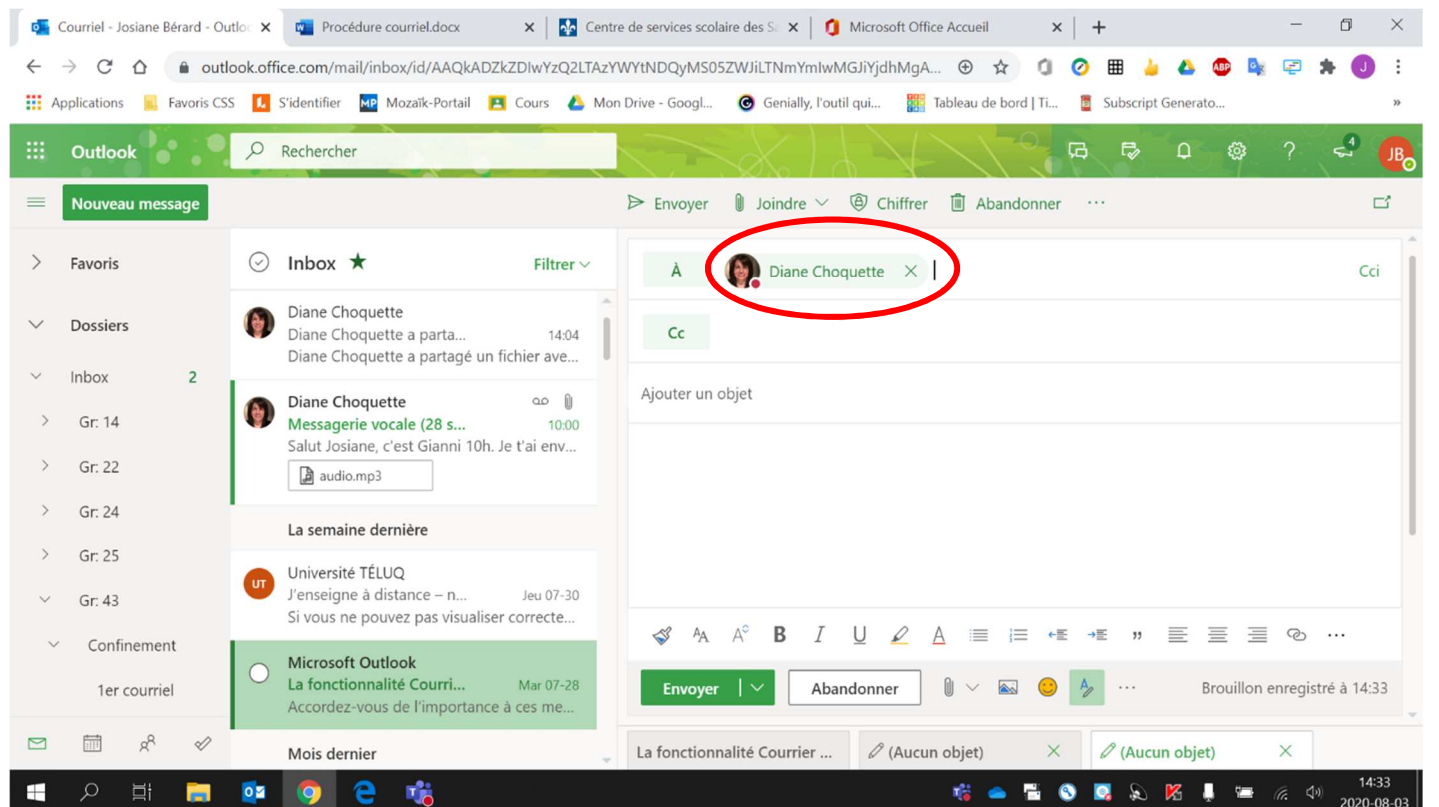 Courriel - Josiane Bérard - Outloo
Procédure courriel.docx
Centre de services scolaire des Sa
Microsoft Office Accueil
outlook.office.com/mail/inbox/id/AAQkADZkZDIwYzQ2LTAzYWYtNDQyMS05ZWJiLTNmYmIwMGJiYjdhMgA...
ABP
J
Applications
Favoris CSS
S'identifier
MP
Mozaïk-Portail
Cours
Mon Drive - Googl...
Genially, l'outil qui...
Tableau de bord | Ti...
Subscript Generato...
»
Outlook
Rechercher
4
JB
Nouveau message
Envoyer
Joindre
Chiffrer
Abandonner
...
Favoris
Dossiers
Inbox 2
Gr: 14
Gr: 22
Gr: 24
Gr: 25
Gr: 43
Confinement
1er courriel
Inbox
Filtrer
Diane Choquette
Diane Choquette a parta... 14:04
Diane Choquette a partagé un fichier ave...
Diane Choquette
Messagerie vocale (28 s... 10:00
Salut Josiane, c'est Gianni 10h. Je t'ai env...
audio.mp3
La semaine dernière
UT
Université TÉLUQ
J'enseigne à distance – n... Jeu 07-30
Si vous ne pouvez pas visualiser correcte...
Microsoft Outlook
La fonctionnalité Courri... Mar 07-28
Accordez-vous de l'importance à ces me...
Mois dernier
À
Diane Choquette
Cci
Cc
Ajouter un objet
B I U A
Envoyer
Abandonner
Brouillon enregistré à 14:33
La fonctionnalité Courrier ...
(Aucun objet)
(Aucun objet)
14:33
2020-08-03